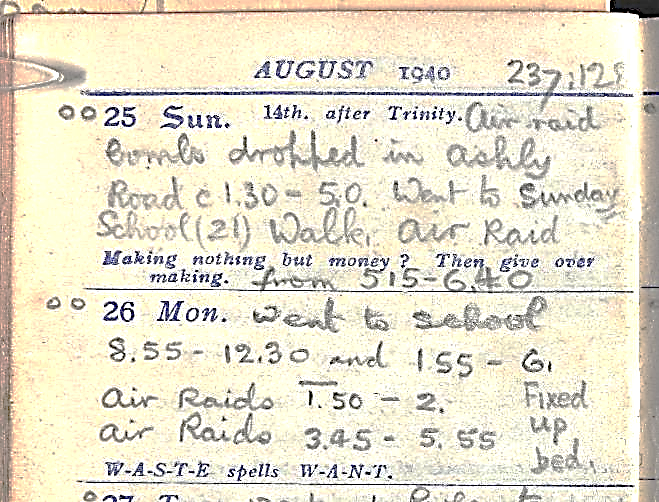 AUGUST 1940 237:128
25 Sun. 14th. after Trinity. Air raid
bombs dropped in Ashly
Road c 1.30 - 5.0. Went to Sunday
School (21) Walk. Air Raid
Making nothing but money? Then give over
making. from 515-6.40
26 Mon. Went to school
8.55 - 12.30 and 1.55 - 6.
Air Raids 1.50 - 2. Fixed
Air Raids 3.45 - 5.55 up
W-A-S-T-E spells W-A-N-T. bed.
27